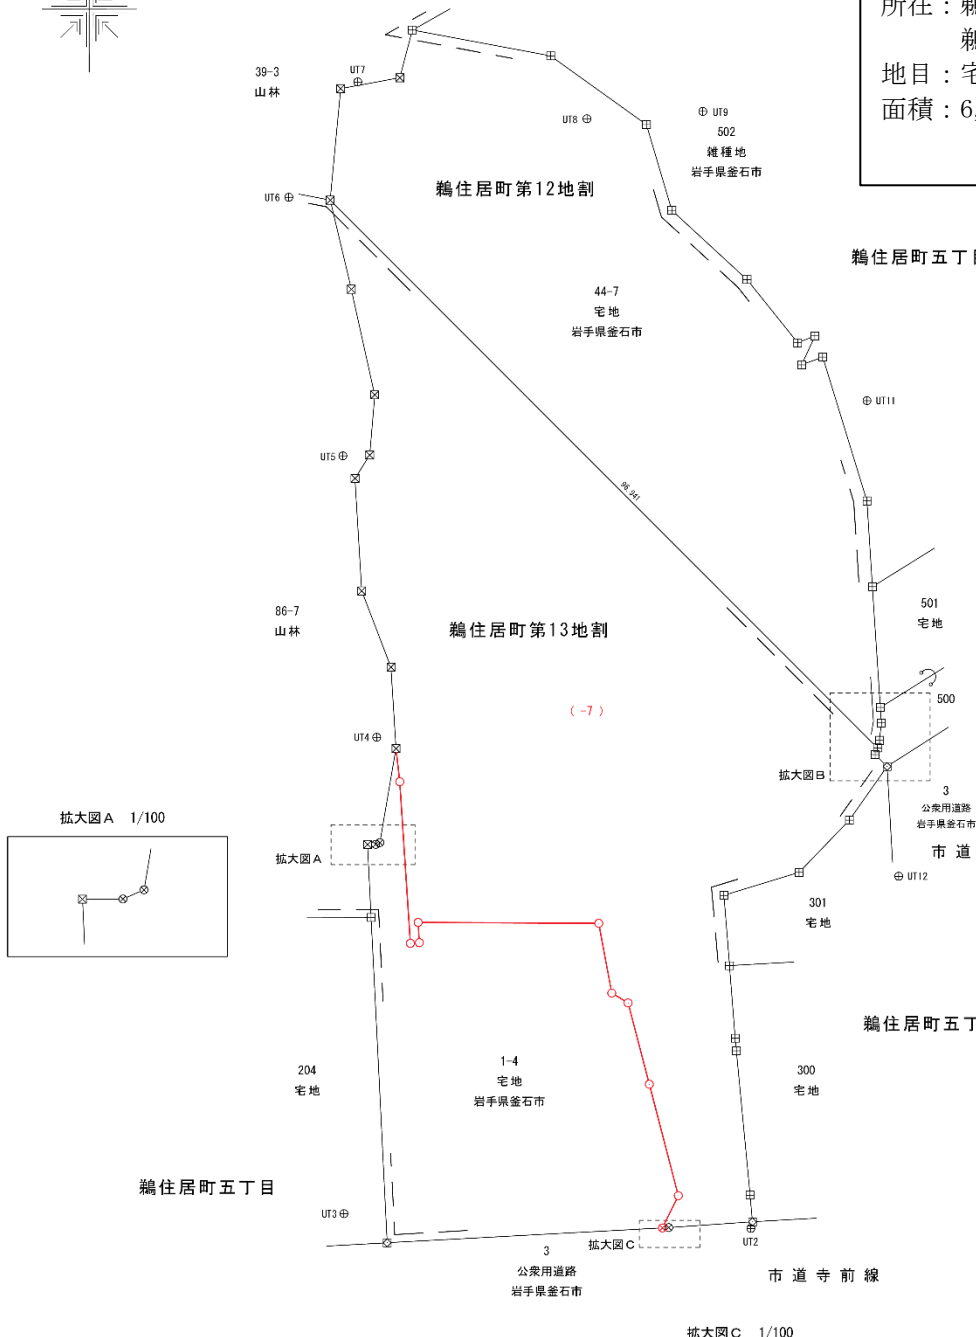 所在：鵜
鵜
地目：宅
面積：6,
39-3
山林
UT7
UT8
UT9
502
雑種地
岩手県釜石市
UT6
鵜住居町第12地割
鵜住居町五丁目
44-7
宅地
岩手県釜石市
UT11
UT5
96.941
501
宅地
86-7
山林
鵜住居町第13地割
500
( -7 )
UT4
拡大図B
3
公衆用道路
岩手県釜石市
市道
拡大図A 1/100
拡大図A
UT12
301
宅地
鵜住居町五丁
1-4
宅地
岩手県釜石市
204
宅地
300
宅地
鵜住居町五丁目
UT3
UT2
拡大図C
3
公衆用道路
岩手県釜石市
市道寺前線
拡大図C 1/100